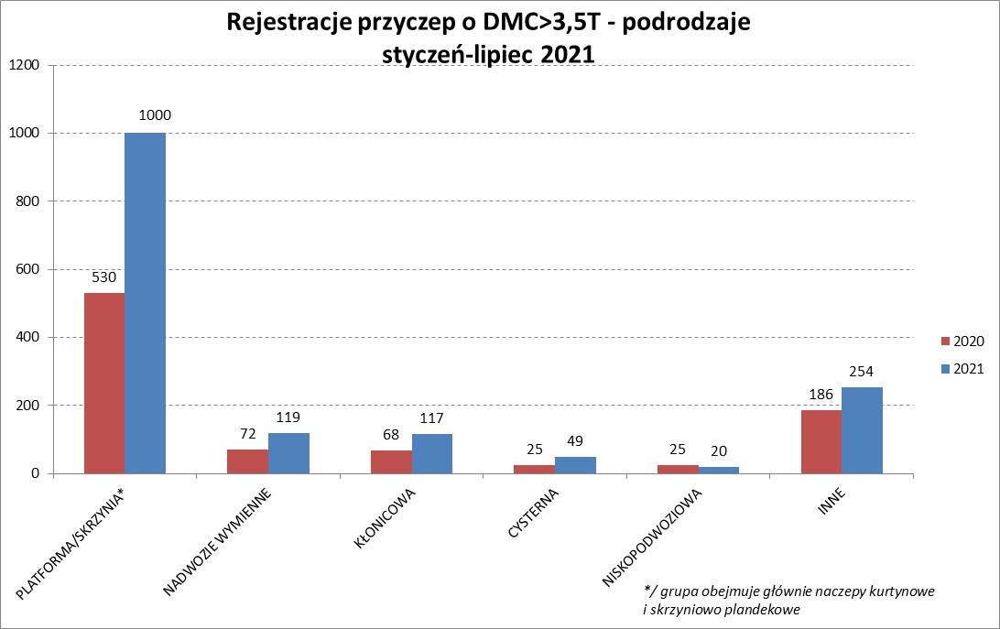 Rejestracje przyczep o DMC>3,5T - podrodzaje
styczeń-lipiec 2021
1200
1000
800
600
400
200
0
530
1000
72
119
68
117
25
49
25
20
186
254
2020
2021
PLATFORMA/SKRZYNIA*
NADWOZIE WYMIENNE
KŁONICOWA
CYSTERNA
NISKOPODWOZIOWA
INNE
*/ grupa obejmuje głównie naczepy kurtynowe
i skrzyniowo plandekowe